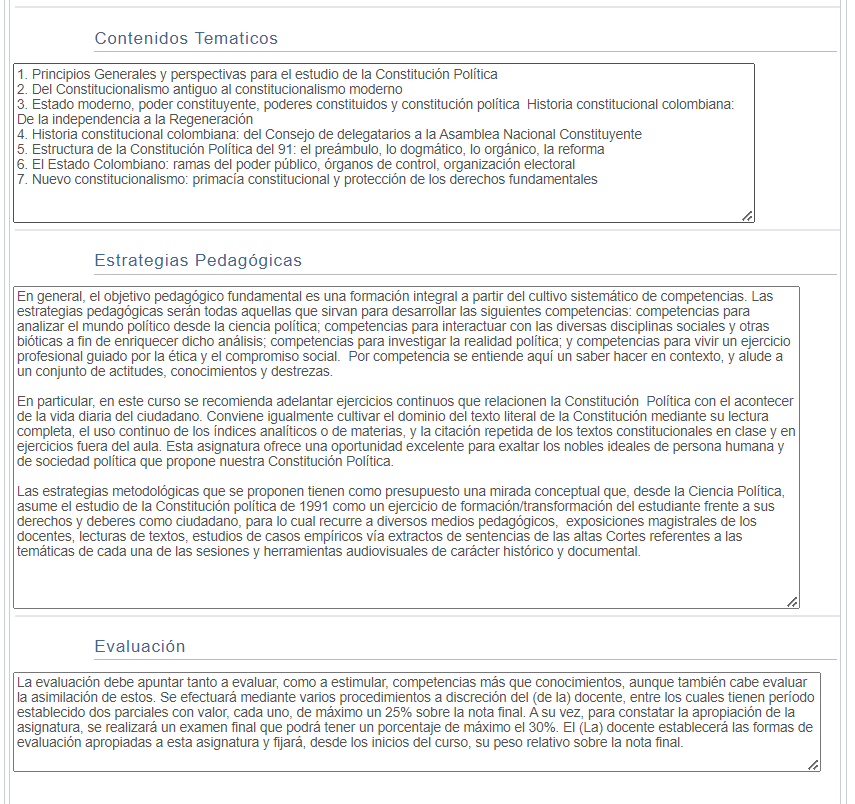 Contenidos Tematicos
1. Principios Generales y perspectivas para el estudio de la Constitución Política
2. Del Constitucionalismo antiguo al constitucionalismo moderno
3. Estado moderno, poder constituyente, poderes constituidos y constitución política  Historia constitucional colombiana:
De la independencia a la Regeneración
4. Historia constitucional colombiana: del Consejo de delegatarios a la Asamblea Nacional Constituyente
5. Estructura de la Constitución Política del 91: el preámbulo, lo dogmático, lo orgánico, la reforma
6. El Estado Colombiano: ramas del poder público, órganos de control, organización electoral
7. Nuevo constitucionalismo: primacía constitucional y protección de los derechos fundamentales
Estrategias Pedagógicas
En general, el objetivo pedagógico fundamental es una formación integral a partir del cultivo sistemático de competencias. Las
estrategias pedagógicas serán todas aquellas que sirvan para desarrollar las siguientes competencias: competencias para
analizar el mundo político desde la ciencia política; competencias para interactuar con las diversas disciplinas sociales y otras
bióticas a fin de enriquecer dicho análisis; competencias para investigar la realidad política; y competencias para vivir un ejercicio
profesional guiado por la ética y el compromiso social.  Por competencia se entiende aquí un saber hacer en contexto, y alude a
un conjunto de actitudes, conocimientos y destrezas.
En particular, en este curso se recomienda adelantar ejercicios continuos que relacionen la Constitución  Política con el acontecer
de la vida diaria del ciudadano. Conviene igualmente cultivar el dominio del texto literal de la Constitución mediante su lectura
completa, el uso continuo de los índices analíticos o de materias, y la citación repetida de los textos constitucionales en clase y en
ejercicios fuera del aula. Esta asignatura ofrece una oportunidad excelente para exaltar los nobles ideales de persona humana y
de sociedad política que propone nuestra Constitución Política.
Las estrategias metodológicas que se proponen tienen como presupuesto una mirada conceptual que, desde la Ciencia Política,
asume el estudio de la Constitución política de 1991 como un ejercicio de formación/transformación del estudiante frente a sus
derechos y deberes como ciudadano, para lo cual recurre a diversos medios pedagógicos,  exposiciones magistrales de los
docentes, lecturas de textos, estudios de casos empíricos vía extractos de sentencias de las altas Cortes referentes a las
temáticas de cada una de las sesiones y herramientas audiovisuales de carácter histórico y documental.
Evaluación
La evaluación debe apuntar tanto a evaluar, como a estimular, competencias más que conocimientos, aunque también cabe evaluar
la asimilación de estos. Se efectuará mediante varios procedimientos a discreción del (de la) docente, entre los cuales tienen período
establecido dos parciales con valor, cada uno, de máximo un 25% sobre la nota final. A su vez, para constatar la apropiación de la
asignatura, se realizará un examen final que podrá tener un porcentaje de máximo el 30%. El (La) docente establecerá las formas de
evaluación apropiadas a esta asignatura y fijará, desde los inicios del curso, su peso relativo sobre la nota final.